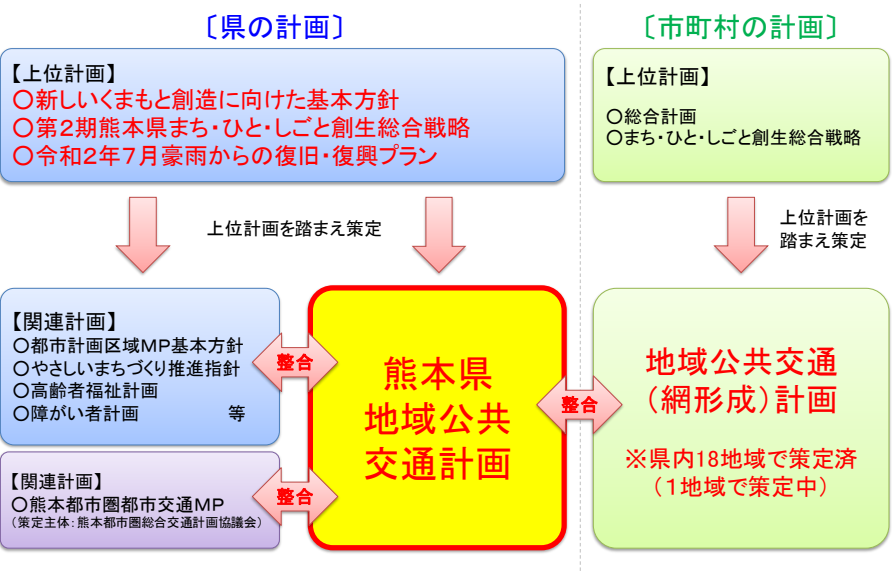 〔県の計画〕
【上位計画】
○新しいくまもと創造に向けた基本方針
○第２期熊本県まち・ひと・しごと創生総合戦略
○令和２年７月豪雨からの復旧・復興プラン
上位計画を踏まえ策定
【関連計画】
○都市計画区域MP基本方針
○やさしいまちづくり推進指針
○高齢者福祉計画
○障がい者計画　　　　等
整合
【関連計画】
○熊本都市圏都市交通MP
(策定主体：熊本都市圏総合交通計画協議会)
整合
熊本県
地域公共
交通計画
整合
〔市町村の計画〕
【上位計画】
○総合計画
○まち・ひと・しごと創生総合戦略
上位計画を
踏まえ策定
地域公共交通
（網形成）計画
※県内18地域で策定済
（１地域で策定中）